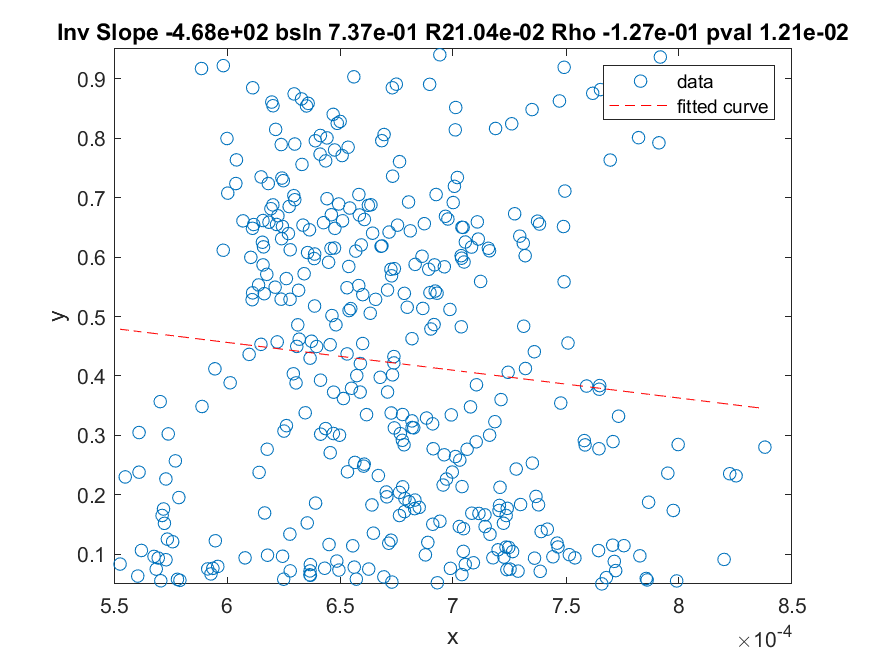 Inv Slope -4.68e+02 bsln 7.37e-01 R21.04e-02 Rho -1.27e-01 pval 1.21e-02
data
fitted curve
0.9
0.8
0.7
0.6
0.5
0.4
0.3
0.2
0.1
y
5.5 6 6.5 7 7.5 8 8.5
x
×10-4